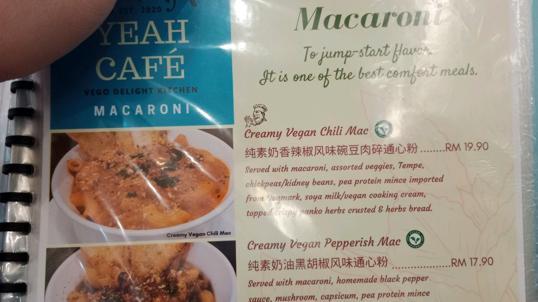 EST. 2020
YEAH
CAFÉ
VEGO DELIGHT KITCHEN
MACARONI
Creamy Vegan Chili Mac
Macaroni
To jump-start flavor.
It is one of the best comfort meals.
Creamy Vegan Chili Mac
纯素奶香辣椒风味碗豆肉碎通心粉 ........RM 19.90
Served with macaroni, assorted veggies, Tempe,
chickpeas/kidney beans, pea protein mince imported
from Denmark, soya milk/vegan cooking cream,
topped crispy panko herbs crusted & herbs bread.
Creamy Vegan Pepperish Mac
纯素奶油黑胡椒风味通心粉 ........................RM 17.90
Served with macaroni, homemade black pepper
sauce, mushroom, capsicum, pea protein mince